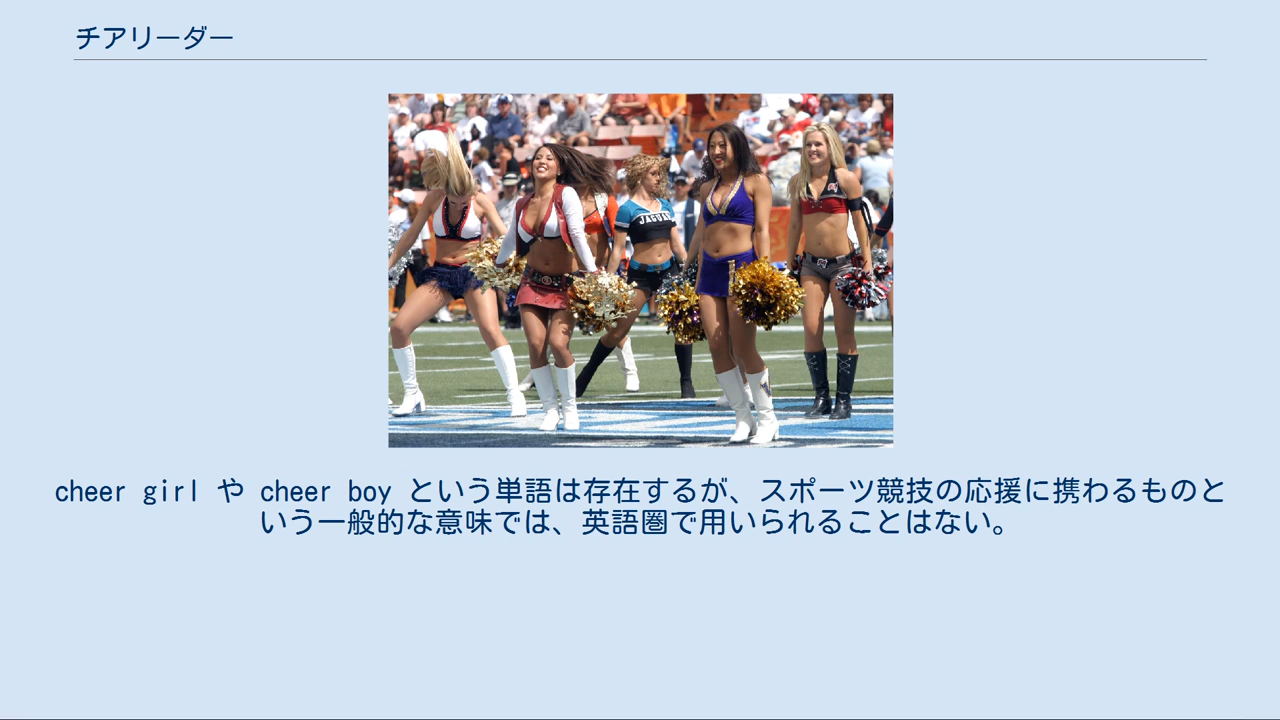 チアリーダー
JAGUA
cheer girl や cheer boy という単語は存在するが、スポーツ競技の応援に携わるものと
いう一般的な意味では、英語圏で用いられることはない。